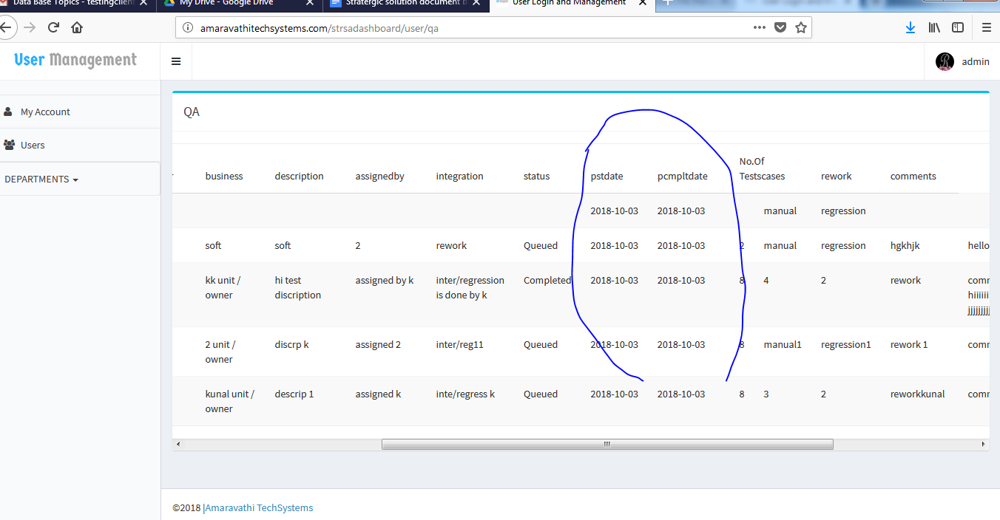 Data Base Topics - testingclient
My Drive - Google Drive
Stratergic solution document b
User Login and Management
amaravathitechsystems.com/strsadashboard/user/qa
User Management
admin
My Account
Users
DEPARTMENTS
QA
business description assignedby integration status pstdate pcmpltdate No.Of Testscases rework comments
2018-10-03 2018-10-03 manual regression
soft soft 2 rework Queued 2018-10-03 2018-10-03 2 manual regression hgkhjk hello
kk unit / hi test assigned by k inter/regression Completed 2018-10-03 2018-10-03 8 4 2 rework comm
owner discription is done by k hiiiiii
jjjjjjjjj
2 unit / discrp k assigned 2 inter/reg11 Queued 2018-10-03 2018-10-03 8 manual1 regression1 rework 1 comm
owner
kunal unit / descrip 1 assigned k inte/regress k Queued 2018-10-03 2018-10-03 8 3 2 reworkkunal comm
owner
©2018 |Amaravathi TechSystems